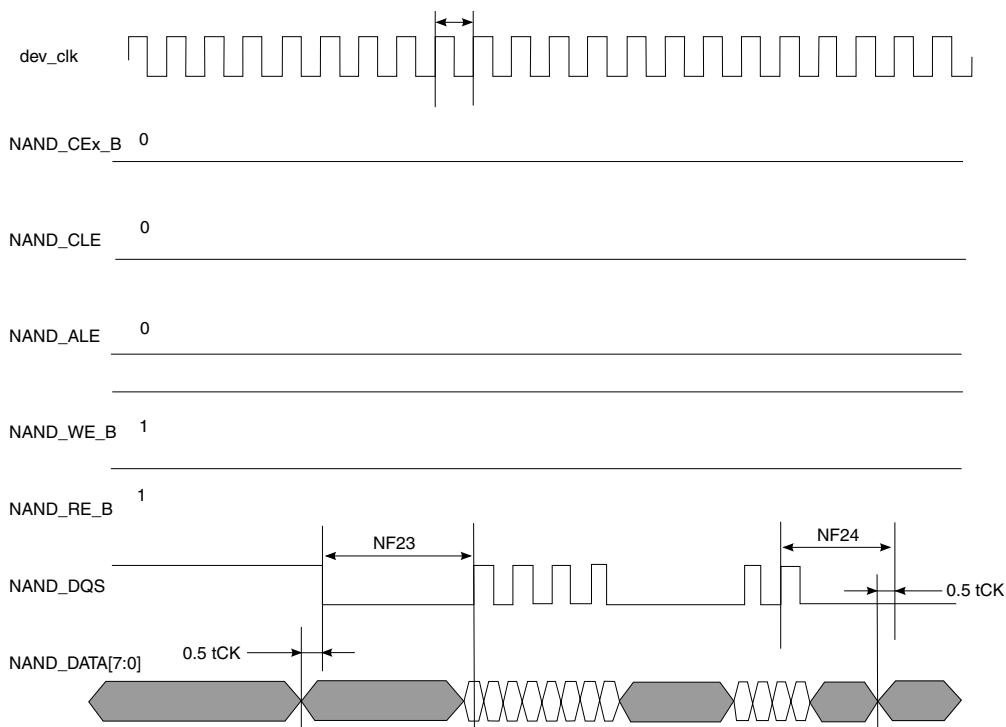 dev_clk
NAND_CEx_B 0
NAND_CLE 0
NAND_ALE 0
NAND_WE_B 1
NAND_RE_B 1
NF23
NF24
NAND_DQS
0.5 tCK
0.5 tCK
NAND_DATA[7:0]